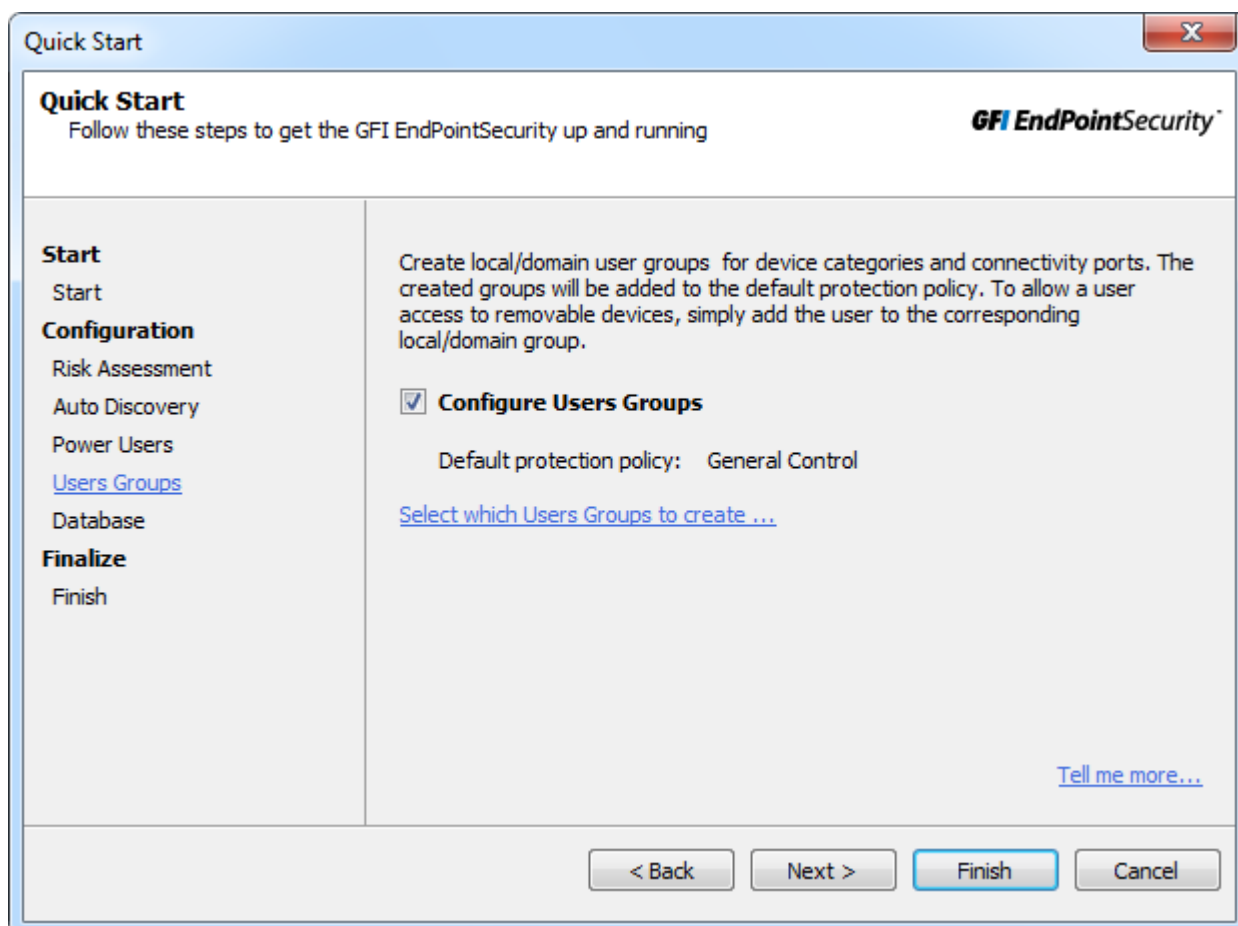 Quick Start
Quick Start
Follow these steps to get the GFI EndPointSecurity up and running
GFI EndPointSecurity™
Start
Start
Configuration
Risk Assessment
Auto Discovery
Power Users
Users Groups
Database
Finalize
Finish
Create local/domain user groups for device categories and connectivity ports. The
created groups will be added to the default protection policy. To allow a user
access to removable devices, simply add the user to the corresponding
local/domain group.
Configure Users Groups
Default protection policy: General Control
Select which Users Groups to create ...
Tell me more...
< Back
Next >
Finish
Cancel